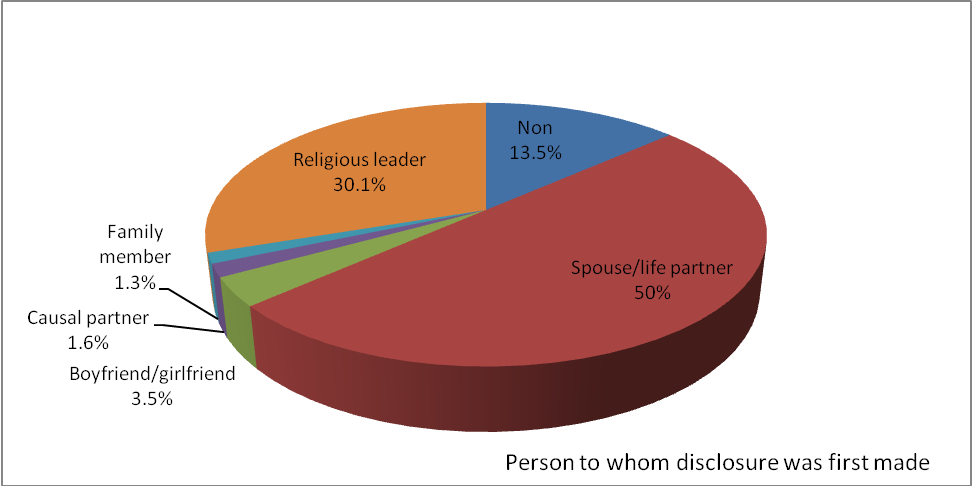 Non
13.5%
Religious leader
30.1%
Family
member
1.3%
Spouse/life partner
50%
Causal partner
1.6%
Boyfriend/girlfriend
3.5%
Person to whom disclosure was first made